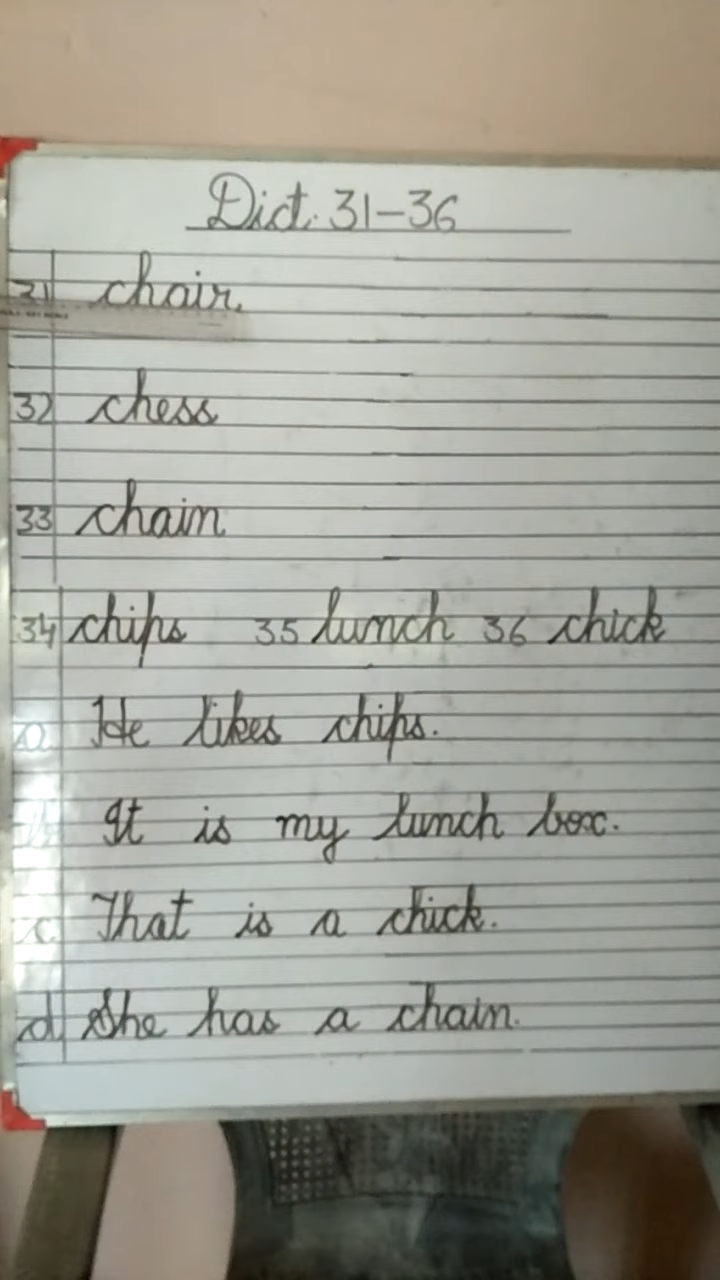 Dict. 31-36
31 chair.
32 chess
33 chain
34 chips 35 lunch 36 chick
a. He likes chips.
b. It is my lunch box.
c. That is a chick.
d. She has a chain.